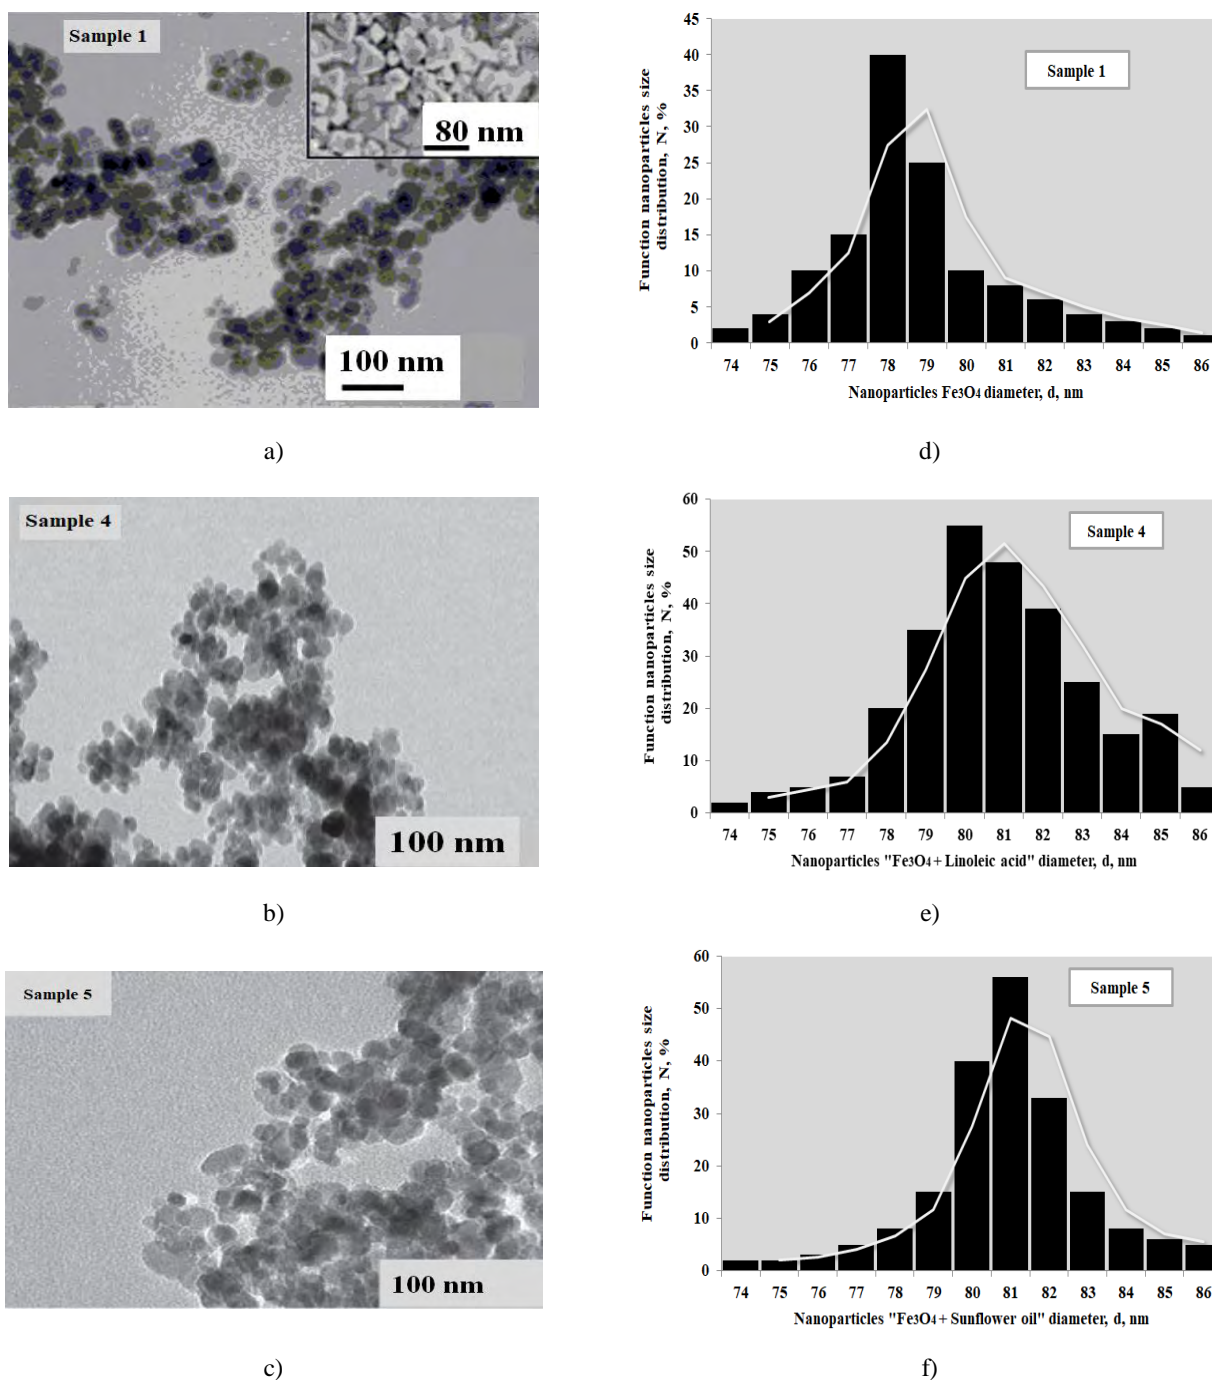 Sample 1
80 nm
100 nm
a)
Function nanoparticles size
distribution, N, %
45
40
35
30
25
20
15
10
5
0
Sample 1
74 75 76 77 78 79 80 81 82 83 84 85 86
Nanoparticles Fe3O4 diameter, d, nm
d)
Sample 4
100 nm
b)
Function nanoparticles size
distribution, N, %
60
50
40
30
20
10
0
Sample 4
74 75 76 77 78 79 80 81 82 83 84 85 86
Nanoparticles "Fe3O4 + Linoleic acid" diameter, d, nm
e)
Sample 5
100 nm
c)
Function nanoparticles size
distribution, N, %
60
50
40
30
20
10
0
Sample 5
74 75 76 77 78 79 80 81 82 83 84 85 86
Nanoparticles "Fe3O4 + Sunflower oil" diameter, d, nm
f)